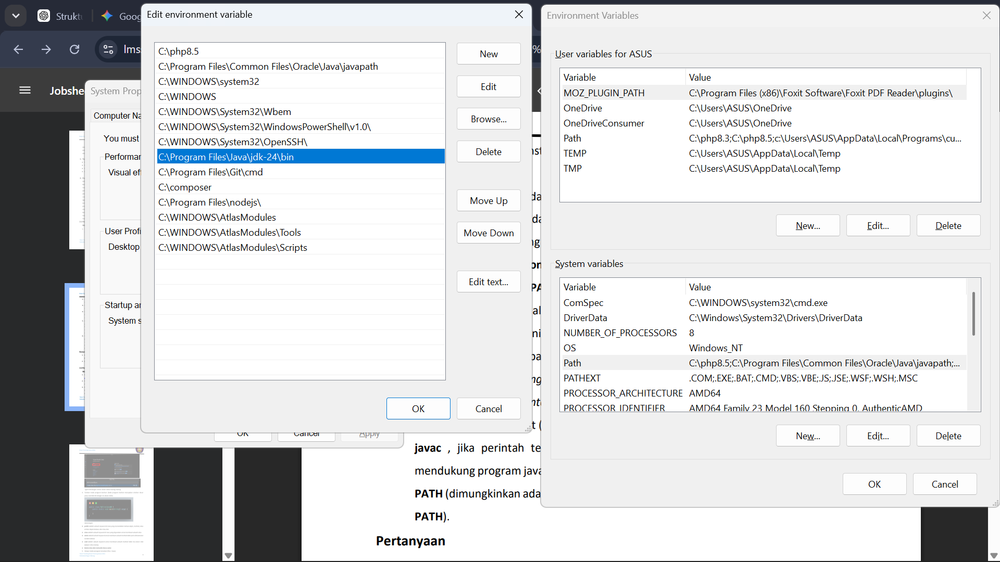 Struktu
Goog
lms
%
Jobshe
System Prop
Computer Na
You must
Performan
Visual eff
User Profi
Desktop
Startup an
System s
OK
Cancel
Apply
Edit environment variable
C:\php8.5
C:\Program Files\Common Files\Oracle\Java\javapath
C:\WINDOWS\system32
C:\WINDOWS
C:\WINDOWS\System32\Wbem
C:\WINDOWS\System32\WindowsPowerShell\v1.0\
C:\WINDOWS\System32\OpenSSH\
C:\Program Files\Java\jdk-24\bin
C:\Program Files\Git\cmd
C:\composer
C:\Program Files\nodejs\
C:\WINDOWS\AtlasModules
C:\WINDOWS\AtlasModules\Tools
C:\WINDOWS\AtlasModules\Scripts
New
Edit
Browse...
Delete
Move Up
Move Down
Edit text...
OK
Cancel
Environment Variables
User variables for ASUS
Variable Value
MOZ_PLUGIN_PATH C:\Program Files (x86)\Foxit Software\Foxit PDF Reader\plugins\
OneDrive C:\Users\ASUS\OneDrive
OneDriveConsumer C:\Users\ASUS\OneDrive
Path C:\php8.3;C:\php8.5;c:\Users\ASUS\AppData\Local\Programs\cu...
TEMP C:\Users\ASUS\AppData\Local\Temp
TMP C:\Users\ASUS\AppData\Local\Temp
New... Edit... Delete
System variables
Variable Value
ComSpec C:\WINDOWS\system32\cmd.exe
DriverData C:\Windows\System32\Drivers\DriverData
NUMBER_OF_PROCESSORS 8
OS Windows_NT
Path C:\php8.5;C:\Program Files\Common Files\Oracle\Java\javapath;...
PATHEXT .COM;.EXE;.BAT;.CMD;.VBS;.VBE;.JS;.JSE;.WSF;.WSH;.MSC
PROCESSOR_ARCHITECTURE AMD64
PROCESSOR_IDENTIFIER AMD64 Family 23 Model 160 Stepping 0, AuthenticAMD
New... Edit... Delete
OK Cancel
javac , jika perintah te
mendukung program java
PATH (dimungkinkan ada
PATH).
Pertanyaan